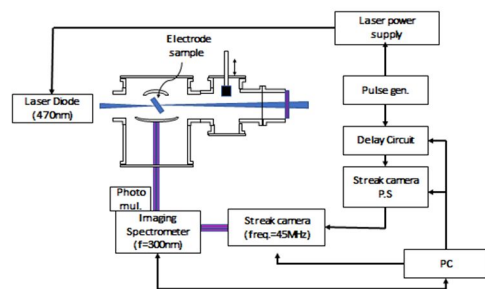 Electrode
sample
Laser power
supply
Laser Diode
(470nm)
Pulse gen.
Delay Circuit
Streak camera
P.S
Photo
mul.
Imaging
Spectrometer
(f=300nm)
Streak camera
(freq.=45MHz)
PC